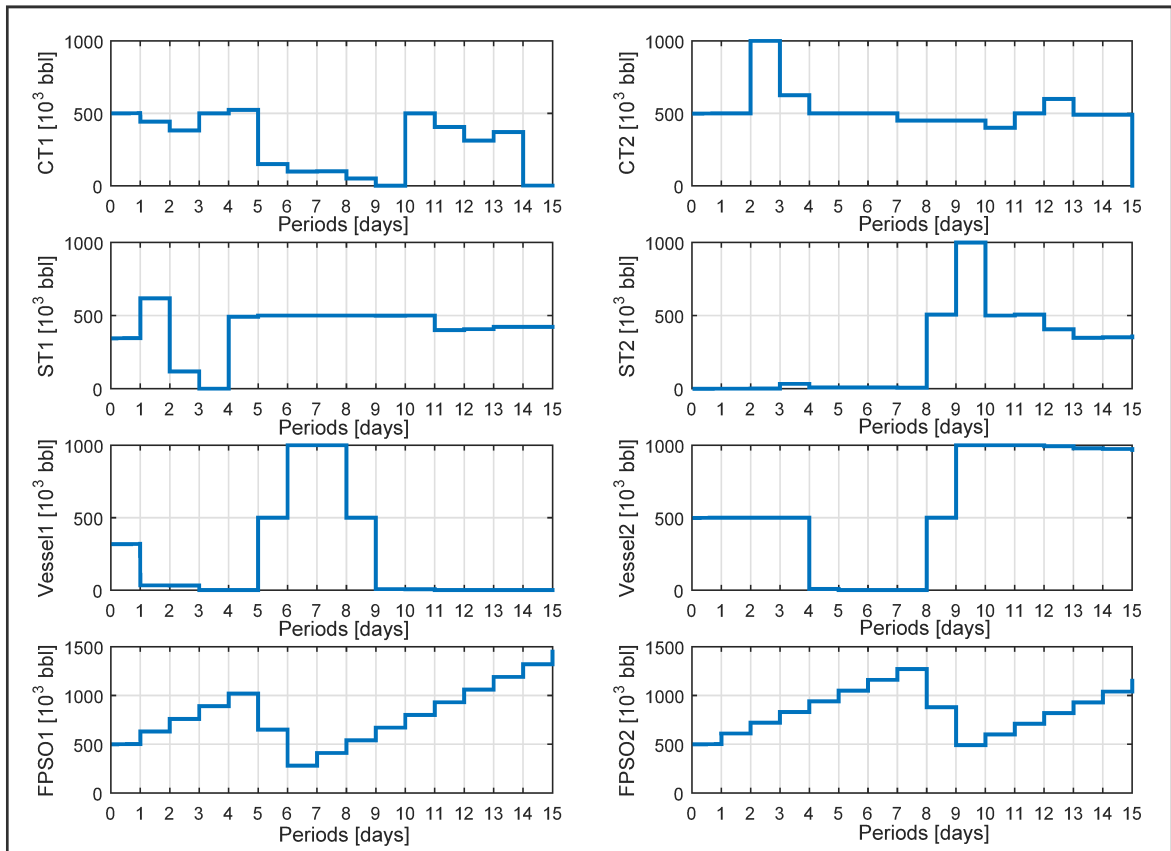 CT1 [10³ bbl]
1000
500
0
0 1 2 3 4 5 6 7 8 9 10 11 12 13 14 15
Periods [days]
CT2 [10³ bbl]
1000
500
0
0 1 2 3 4 5 6 7 8 9 10 11 12 13 14 15
Periods [days]
ST1 [10³ bbl]
1000
500
0
0 1 2 3 4 5 6 7 8 9 10 11 12 13 14 15
Periods [days]
ST2 [10³ bbl]
1000
500
0
0 1 2 3 4 5 6 7 8 9 10 11 12 13 14 15
Periods [days]
Vessel1 [10³ bbl]
1000
500
0
0 1 2 3 4 5 6 7 8 9 10 11 12 13 14 15
Periods [days]
Vessel2 [10³ bbl]
1000
500
0
0 1 2 3 4 5 6 7 8 9 10 11 12 13 14 15
Periods [days]
FPSO1 [10³ bbl]
1500
1000
500
0
0 1 2 3 4 5 6 7 8 9 10 11 12 13 14 15
Periods [days]
FPSO2 [10³ bbl]
1500
1000
500
0
0 1 2 3 4 5 6 7 8 9 10 11 12 13 14 15
Periods [days]